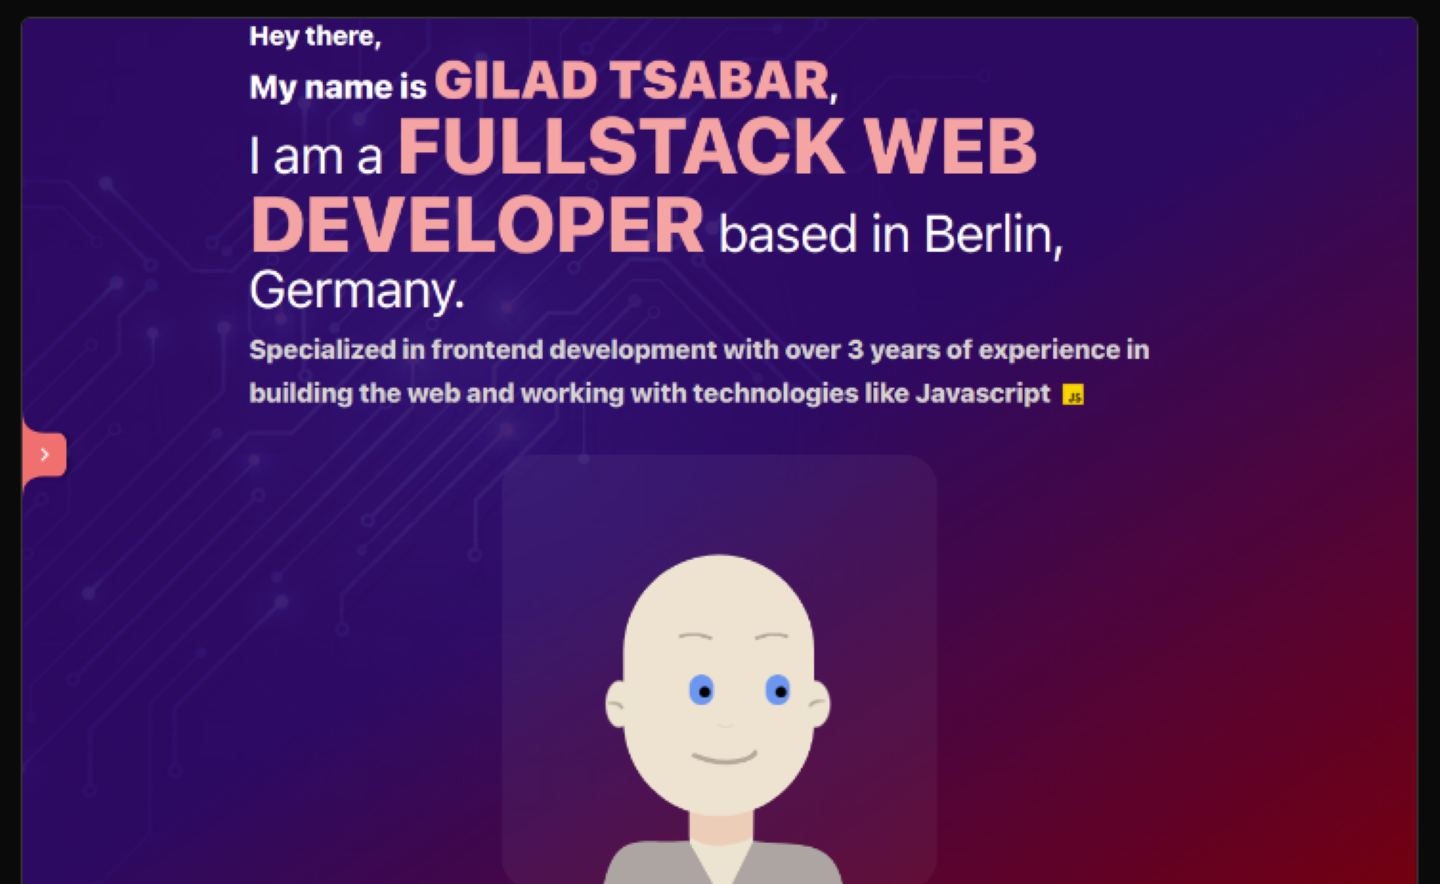 Hey there,
My name is GILAD TSABAR,
I am a FULLSTACK WEB
DEVELOPER based in Berlin,
Germany.
Specialized in frontend development with over 3 years of experience in
building the web and working with technologies like Javascript JS